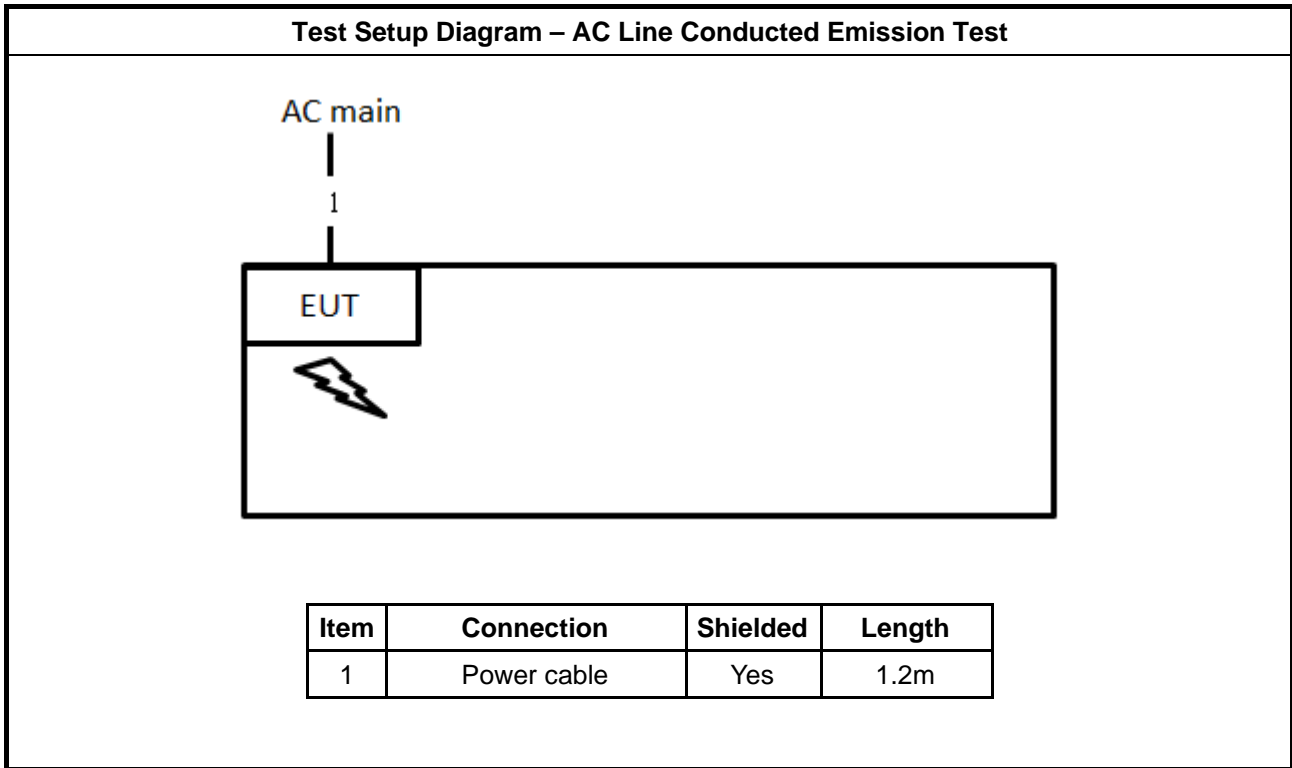 Test Setup Diagram – AC Line Conducted Emission Test
AC main
1
EUT
Item Connection Shielded Length
1 Power cable Yes 1.2m